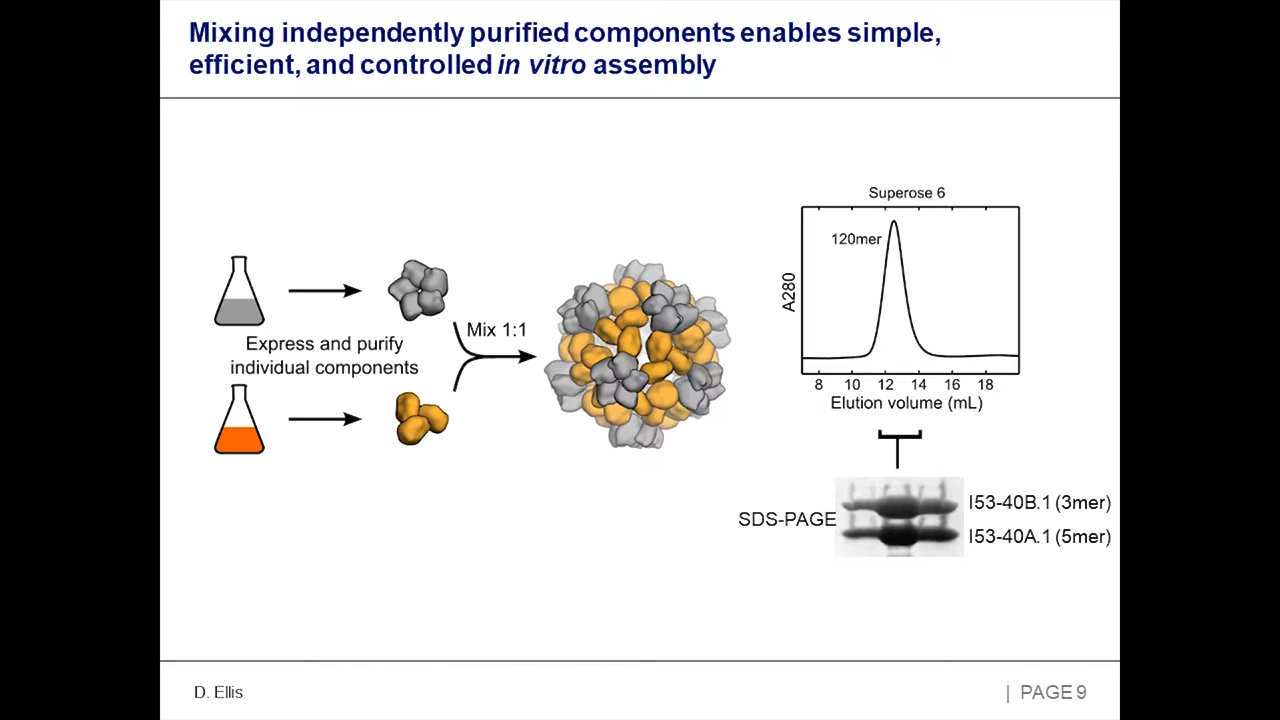 Mixing independently purified components enables simple,
efficient, and controlled in vitro assembly
Express and purify
individual components
Mix 1:1
Superose 6
120mer
A280
8 10 12 14 16 18
Elution volume (mL)
SDS-PAGE
I53-40B.1 (3mer)
I53-40A.1 (5mer)
D. Ellis
| PAGE 9